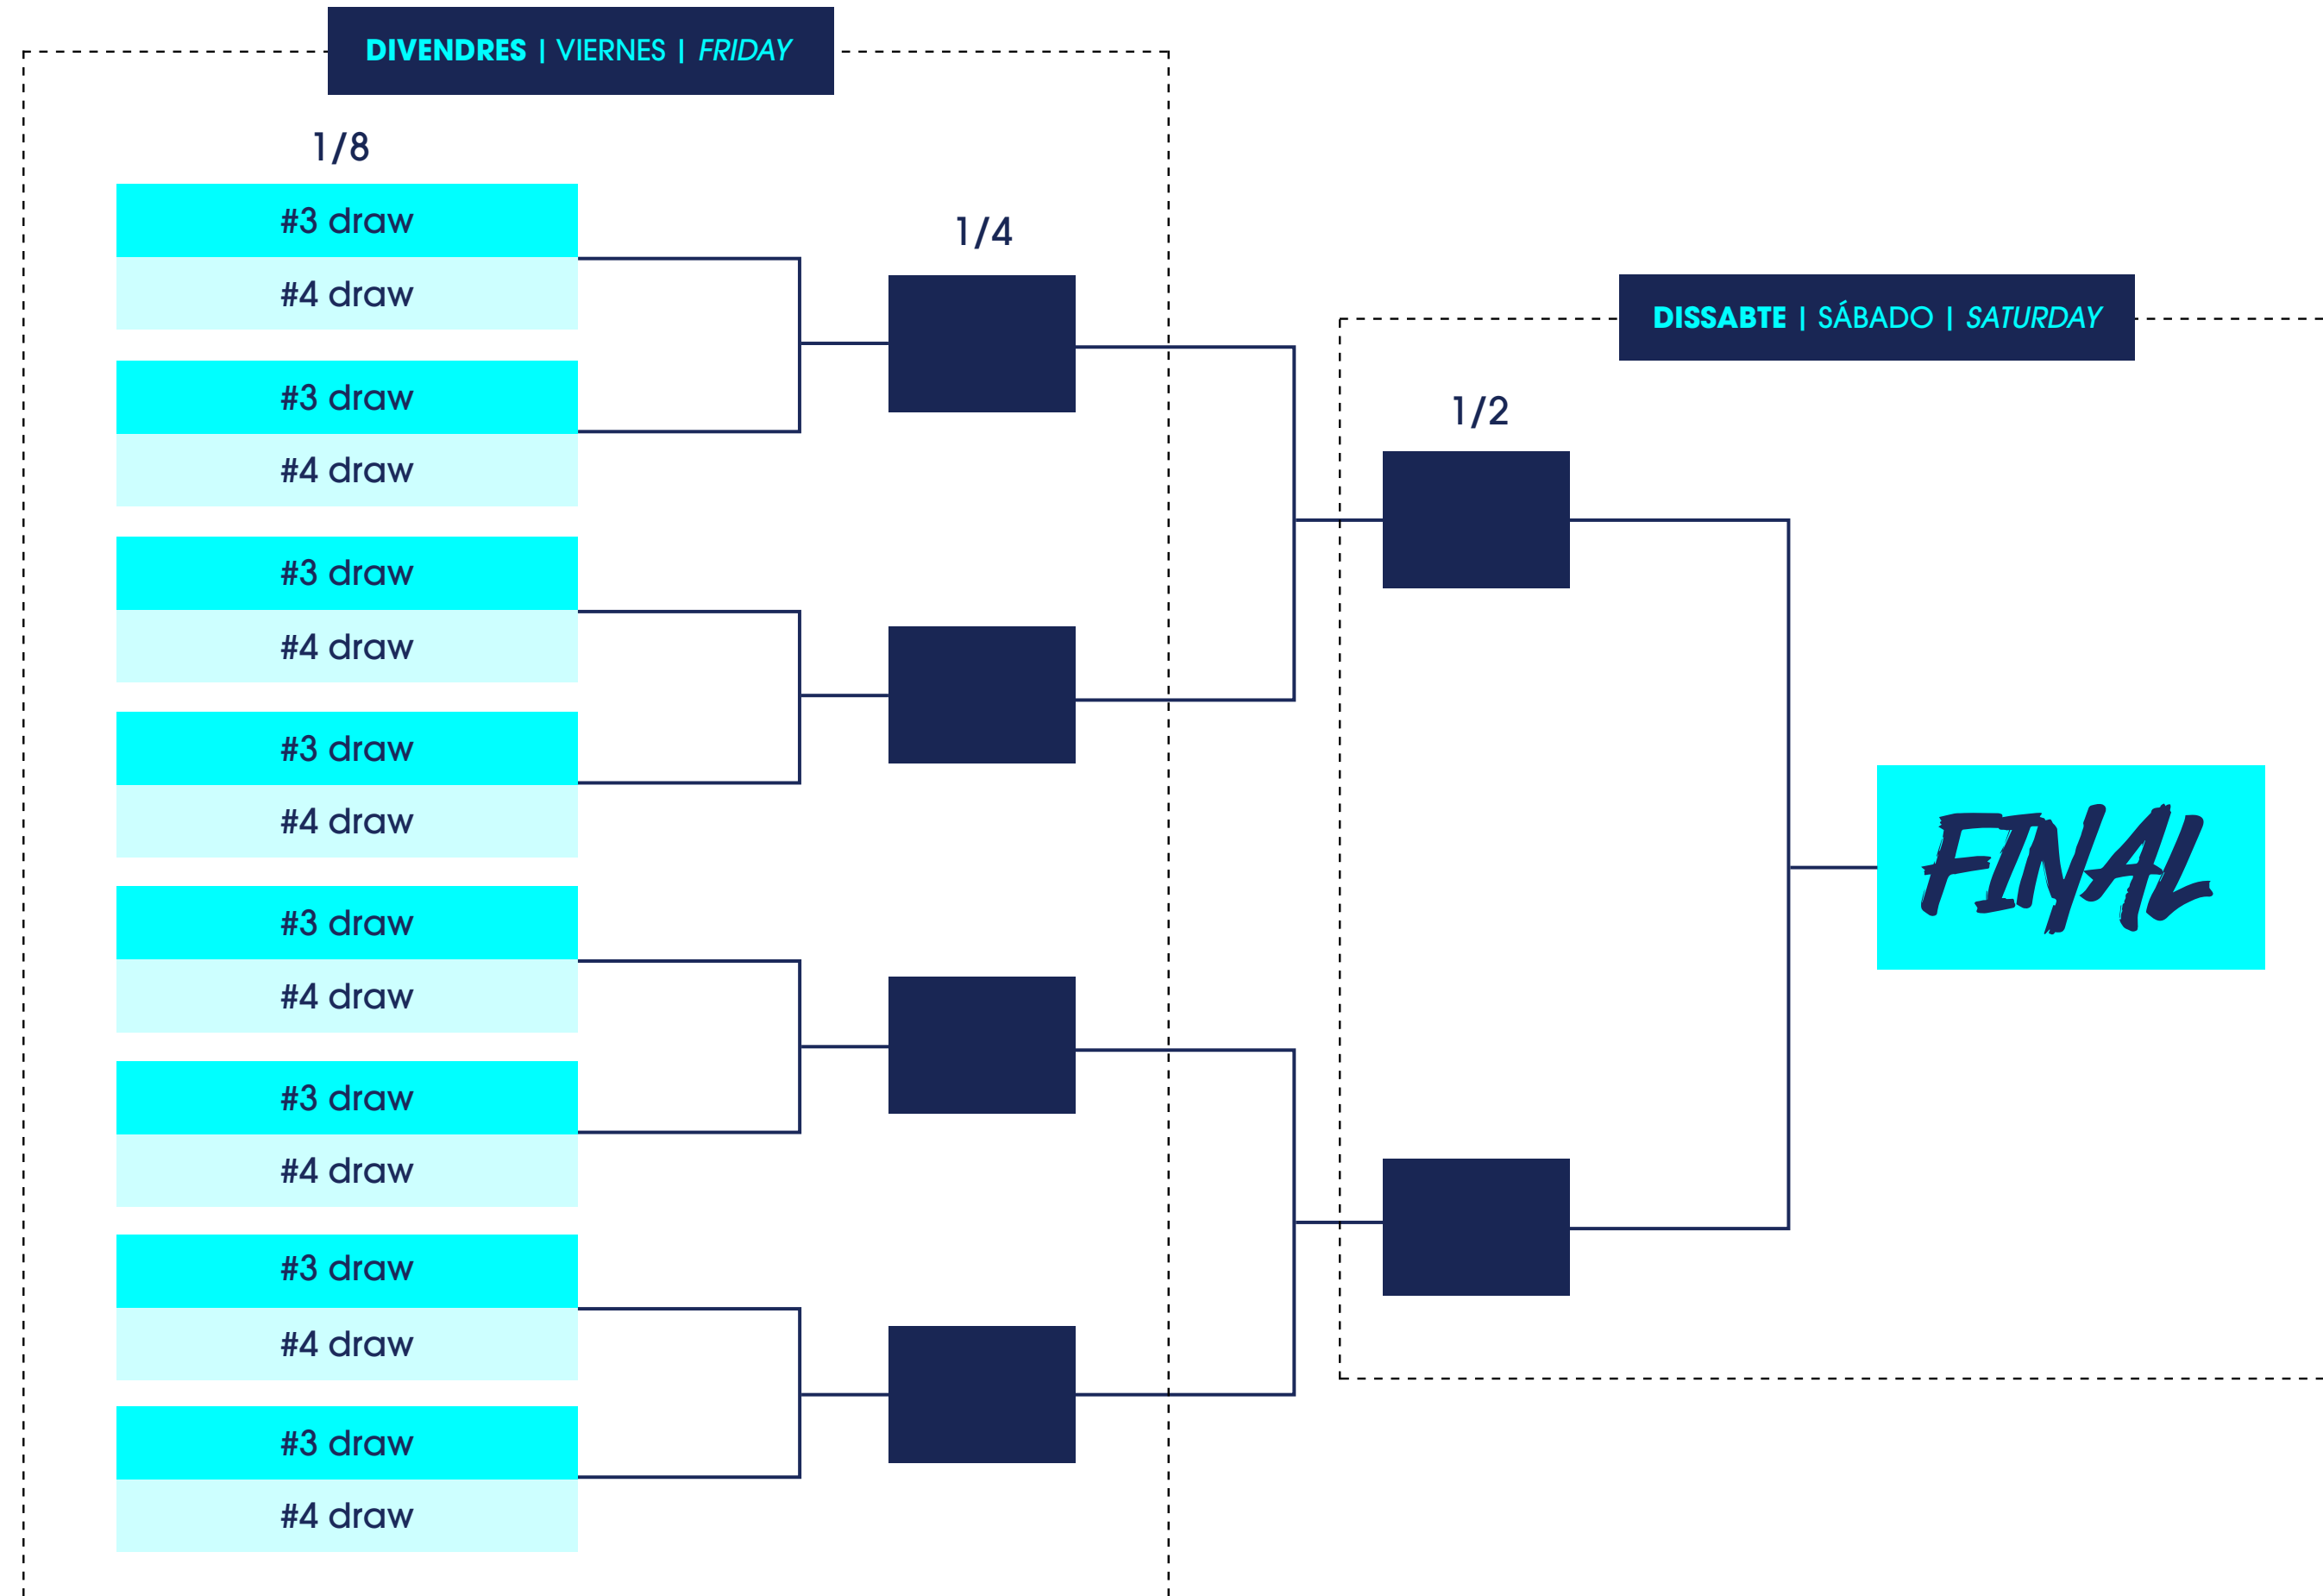 DIVENDRES | VIERNES | FRIDAY
1/8
#3 draw
#4 draw
#3 draw
#4 draw
#3 draw
#4 draw
#3 draw
#4 draw
#3 draw
#4 draw
#3 draw
#4 draw
#3 draw
#4 draw
#3 draw
#4 draw
1/4
DISSABTE | SÁBADO | SATURDAY
1/2
FINAL